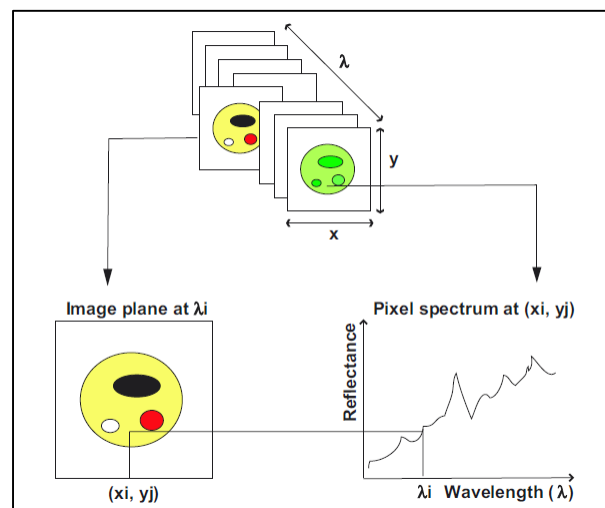 λ
y
x
Image plane at λi
Pixel spectrum at (xi, yj)
Reflectance
(xi, yj)
λi Wavelength (λ)